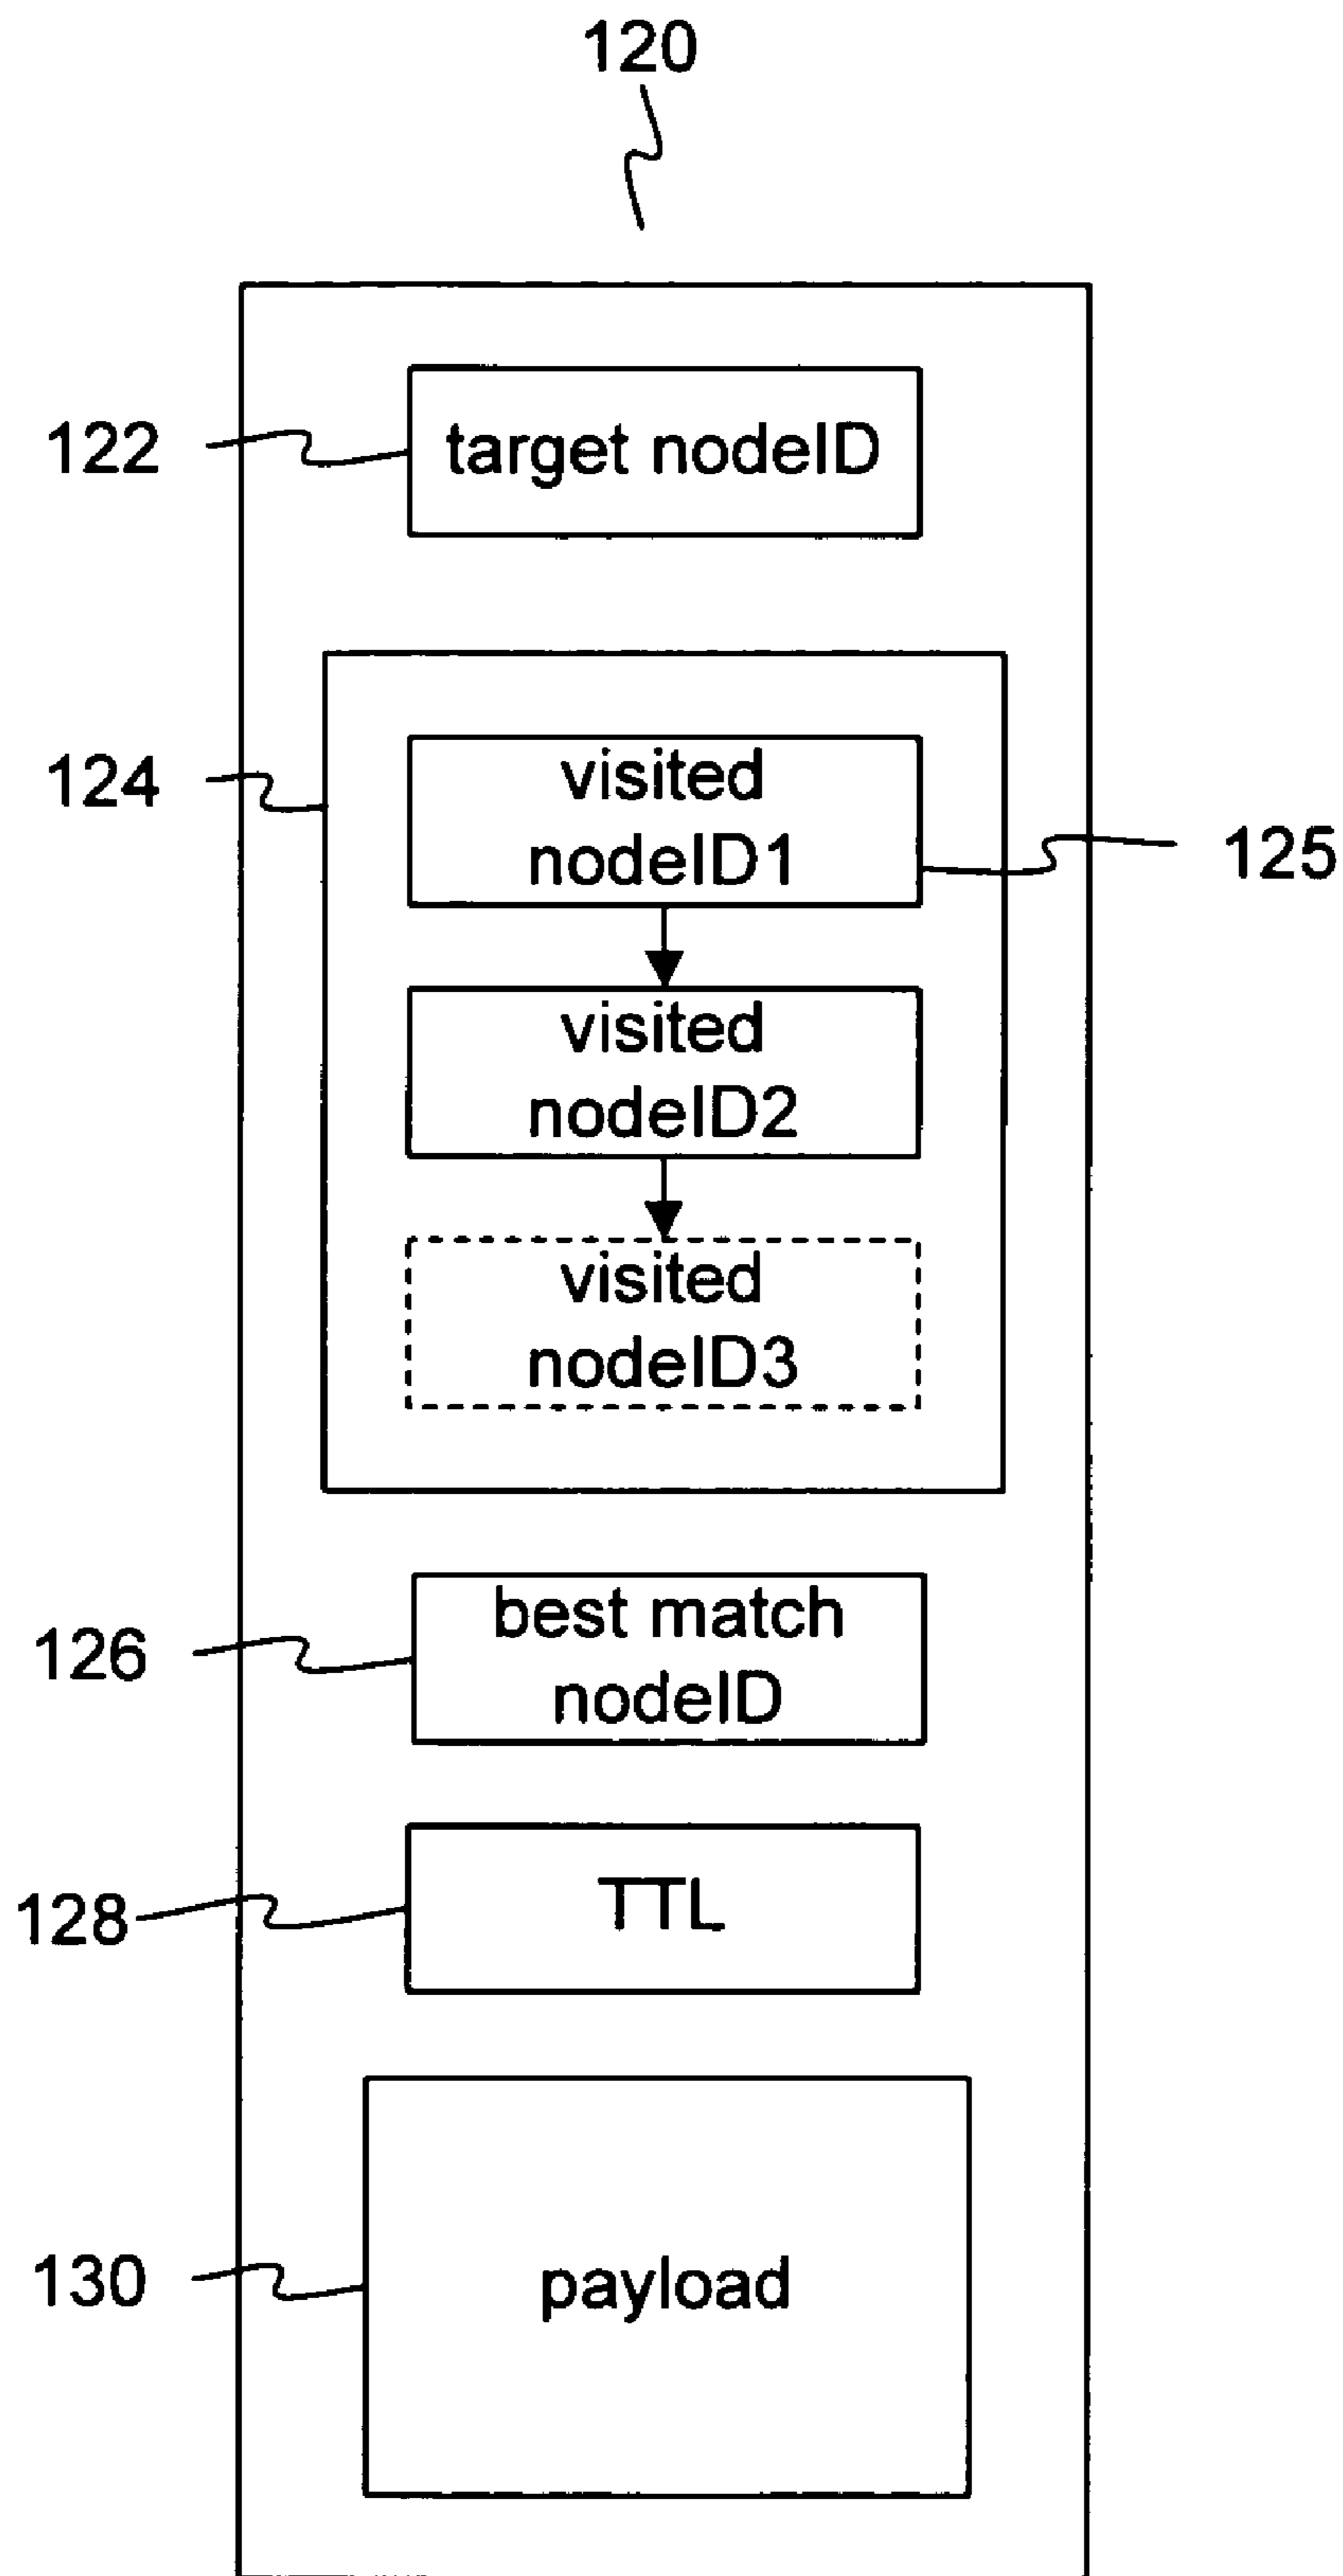 120
122
target nodeID
124
visited
nodeID1
125
visited
nodeID2
visited
nodeID3
126
best match
nodeID
128
TTL
130
payload